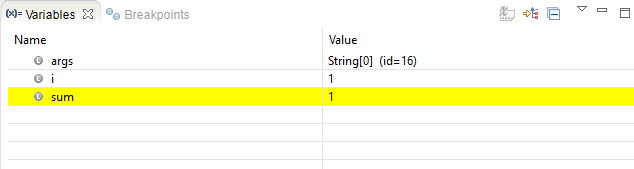 (x)= Variables Breakpoints
Name Value
args String[0] (id=16)
i 1
sum 1